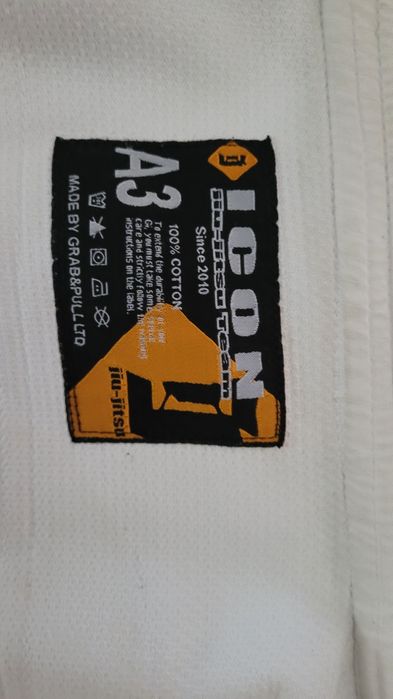 ICON
jiu-jitsu Team
Since 2010
A3
100% COTTON
To extend the durability of your
Gi, you must take some special
care and strictly follow the washing
instructions on the label.
jiu-jitsu
MADE BY GRAB&PULL LTD.